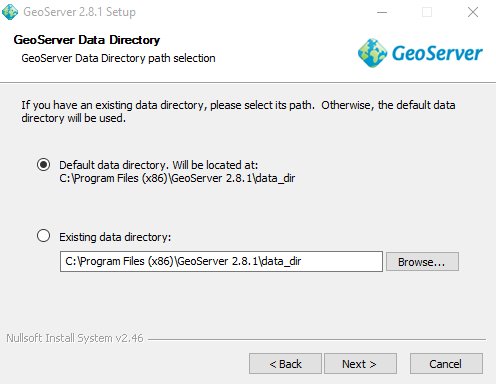 GeoServer 2.8.1 Setup
GeoServer Data Directory
GeoServer Data Directory path selection
GeoServer
If you have an existing data directory, please select its path.  Otherwise, the default data
directory will be used.
Default data directory. Will be located at:
C:\Program Files (x86)\GeoServer 2.8.1\data_dir
Existing data directory:
C:\Program Files (x86)\GeoServer 2.8.1\data_dir
Browse...
Nullsoft Install System v2.46
< Back
Next >
Cancel